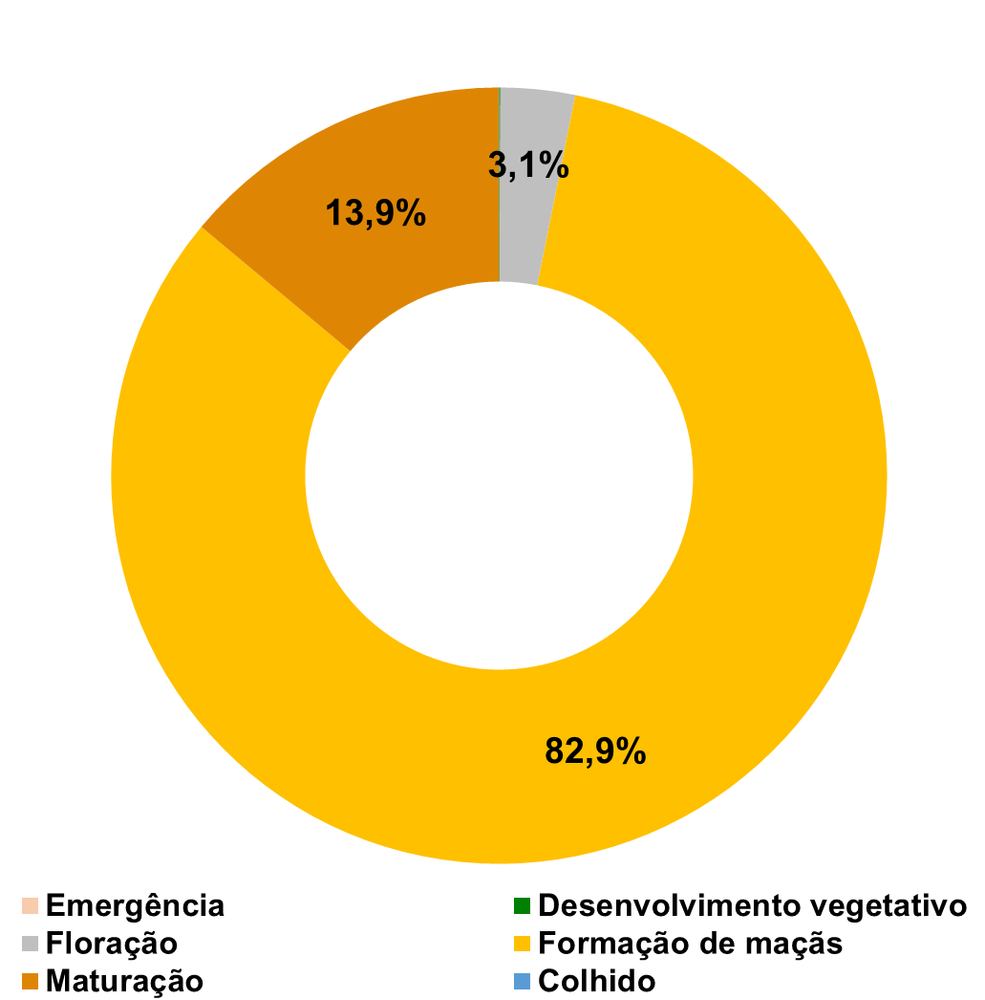 3,1%
13,9%
82,9%
Emergência
Desenvolvimento vegetativo
Floração
Formação de maçãs
Maturação
Colhido